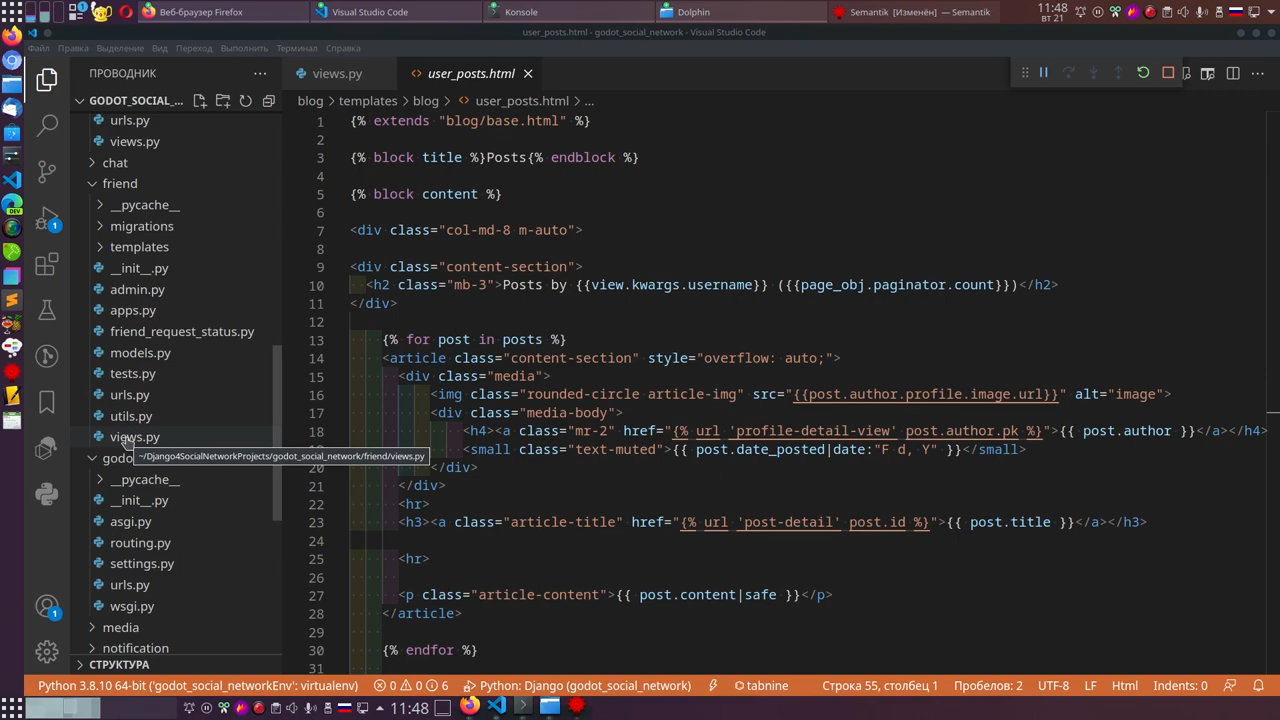 Веб-браузер Firefox
Visual Studio Code
Konsole
Dolphin
Semantik [Изменён] — Semantik
11:48
вт 21
user_posts.html - godot_social_network - Visual Studio Code
Файл Правка Выделение Вид Переход Выполнить Терминал Справка
ПРОВОДНИК
views.py
user_posts.html
GODOT_SOCIAL_...
blog templates blog user_posts.html ...
urls.py
views.py
chat
friend
__pycache__
migrations
templates
__init__.py
admin.py
apps.py
friend_request_status.py
models.py
tests.py
urls.py
utils.py
views.py
~/Django4SocialNetworkProjects/godot_social_network/friend/views.py
__pycache__
__init__.py
asgi.py
routing.py
settings.py
urls.py
wsgi.py
media
notification
СТРУКТУРА
DEV
1
1
1 {% extends "blog/base.html" %}
2
3 {% block title %}Posts{% endblock %}
4
5 {% block content %}
6
7 <div class="col-md-8 m-auto">
8
9 <div class="content-section">
10 <h2 class="mb-3">Posts by {{view.kwargs.username}} ({{page_obj.paginator.count}})</h2>
11 </div>
12
13 {% for post in posts %}
14 <article class="content-section" style="overflow: auto;">
15 <div class="media">
16 <img class="rounded-circle article-img" src="{{post.author.profile.image.url}}" alt="image">
17 <div class="media-body">
18 <h4><a class="mr-2" href="{% url 'profile-detail-view' post.author.pk %}">{{ post.author }}</a></h4>
<small class="text-muted">{{ post.date_posted|date:"F d, Y" }}</small>
20 </div>
21 </div>
22 <hr>
23 <h3><a class="article-title" href="{% url 'post-detail' post.id %}">{{ post.title }}</a></h3>
24
25 <hr>
26
27 <p class="article-content">{{ post.content|safe }}</p>
28 </article>
29
30 {% endfor %}
31
Python 3.8.10 64-bit ('godot_social_networkEnv': virtualenv) 0 0 6 Python: Django (godot_social_network) tabnine Строка 55, столбец 1 Пробелов: 2 UTF-8 LF Html Indents: 0
11:48